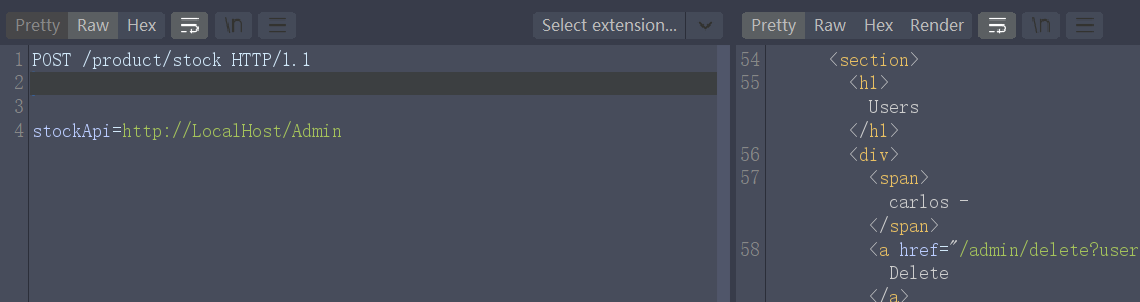 Pretty Raw Hex \n Select extension... Pretty Raw Hex Render \n
1 POST /product/stock HTTP/1.1
2
3
4 stockApi=http://LocalHost/Admin
54 <section>
55 <h1>
Users
</h1>
56 <div>
57 <span>
carlos -
</span>
58 <a href="/admin/delete?user
Delete
</a>